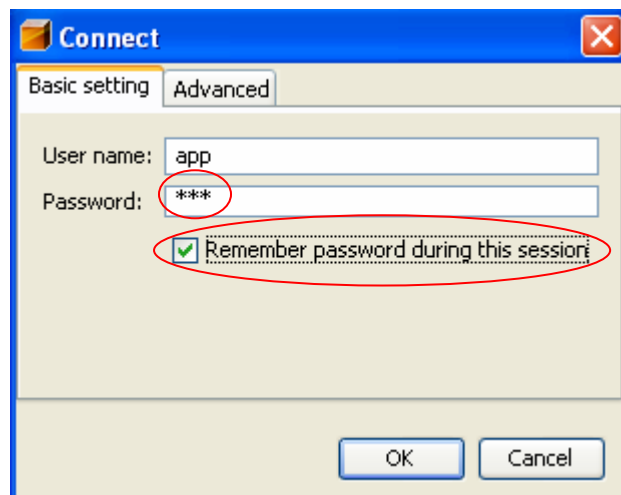 Connect
Basic setting Advanced
User name: app
Password: ***
Remember password during this session
OK Cancel